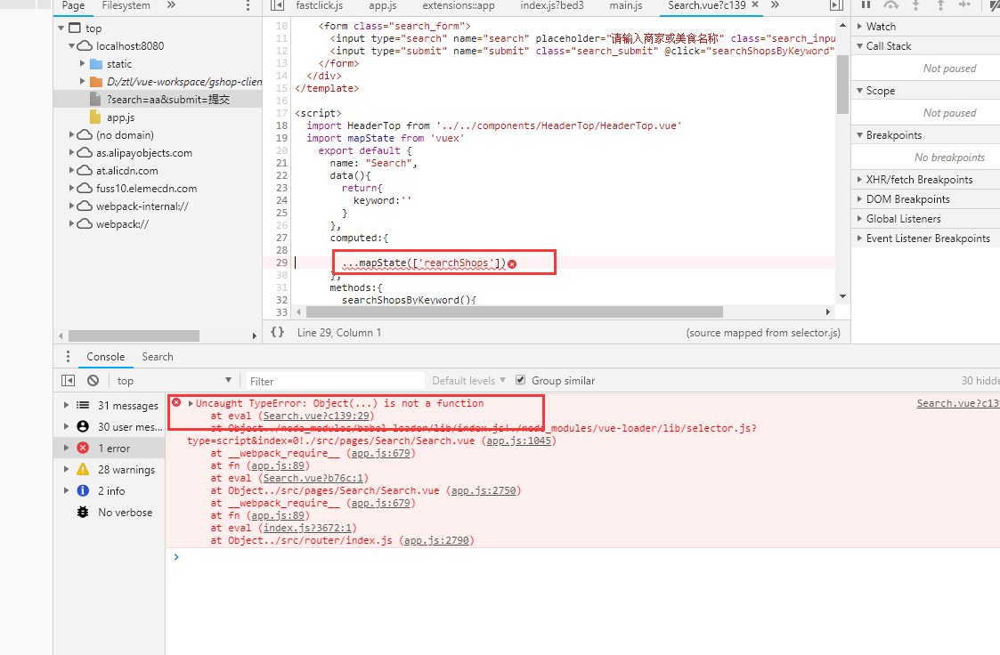 Page Filesystem »
fastclick.js app.js extensions::app index.js?bed3 main.js Search.vue?c139 × »
top
localhost:8080
static
D:/ztl/vue-workspace/gshop-clien
?search=aa&submit=提交
app.js
(no domain)
as.alipayobjects.com
at.alicdn.com
fuss10.elemecdn.com
webpack-internal://
webpack://
10 <form class="search_form">
11 <input type="search" name="search" placeholder="请输入商家或美食名称" class="search_inpu
12 <input type="submit" name="submit" class="search_submit" @click="searchShopsByKeyword"
13 </form>
14 </div>
15 </template>
16
17 <script>
18 import HeaderTop from '../../components/HeaderTop/HeaderTop.vue'
19 import mapState from 'vuex'
20 export default {
21 name: "Search",
22 data(){
23 return{
24 keyword:''
25 }
26 },
27 computed:{
28
29 ...mapState(['rearchShops'])
30 },
31 methods:{
32 searchShopsByKeyword(){
33
{} Line 29, Column 1 (source mapped from selector.js)
Watch
Call Stack
Not paused
Scope
Not paused
Breakpoints
No breakpoints
XHR/fetch Breakpoints
DOM Breakpoints
Global Listeners
Event Listener Breakpoints
Console Search
top Filter Default levels Group similar 30 hidde
31 messages
30 user mes...
1 error
28 warnings
2 info
No verbose
Uncaught TypeError: Object(...) is not a function Search.vue?c13
at eval (Search.vue?c139:29)
at Object../node_modules/babel-loader/lib/index.js!./node_modules/vue-loader/lib/selector.js?
type=script&index=0!./src/pages/Search/Search.vue (app.js:1045)
at __webpack_require__ (app.js:679)
at fn (app.js:89)
at eval (Search.vue?b76c:1)
at Object../src/pages/Search/Search.vue (app.js:2750)
at __webpack_require__ (app.js:679)
at fn (app.js:89)
at eval (index.js?3672:1)
at Object../src/router/index.js (app.js:2790)